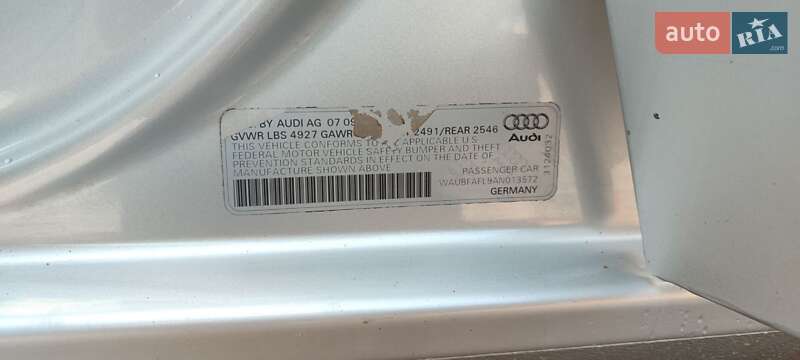 auto RIA
.com
BY AUDI AG 07 09
GVWR LBS 4927 GAWR 2491/REAR 2546
THIS VEHICLE CONFORMS TO APPLICABLE U.S
FEDERAL MOTOR VEHICLE SAFETY BUMPER AND THEFT
PREVENTION STANDARDS IN EFFECT ON THE DATE OF
MANUFACTURE SHOWN ABOVE
PASSENGER CAR
WAUBFAFL9AN013572
GERMANY
Audi